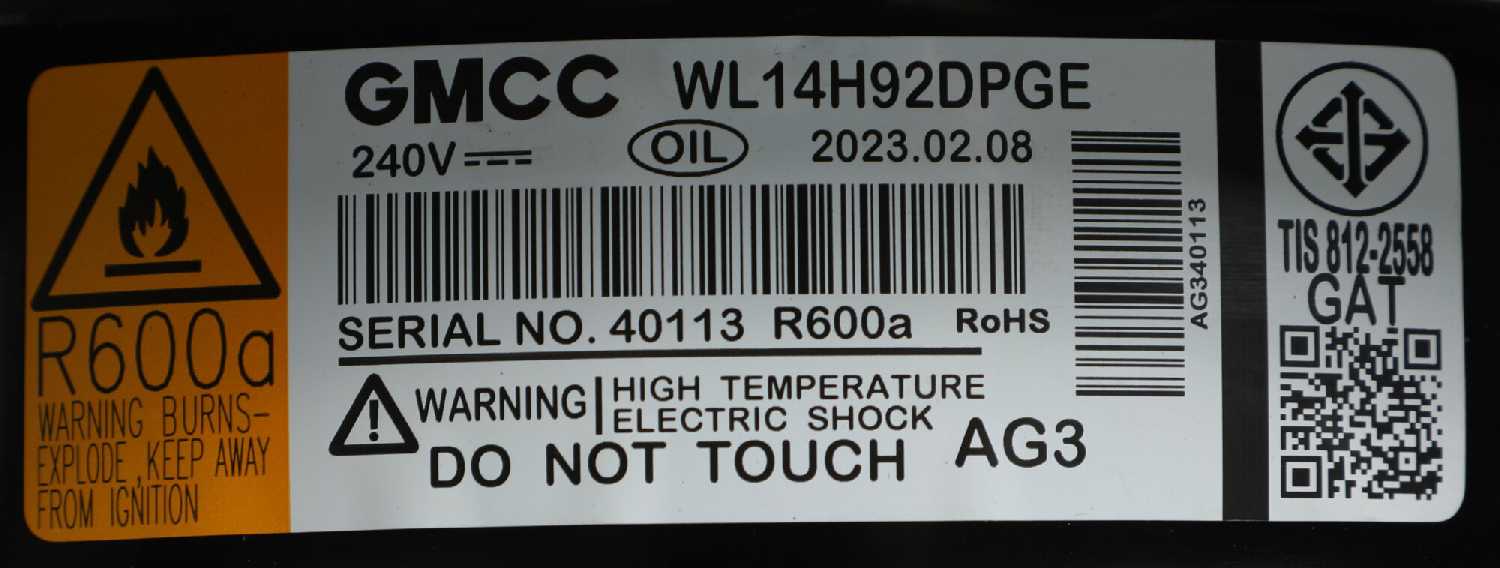 R600a
WARNING BURNS-
EXPLODE ,KEEP AWAY
FROM IGNITION
GMCC WL14H92DPGE
240V OIL 2023.02.08
SERIAL NO. 40113 R600a RoHS
WARNING HIGH TEMPERATURE
ELECTRIC SHOCK
DO NOT TOUCH AG3
AG340113
TIS 812-2558
GAT